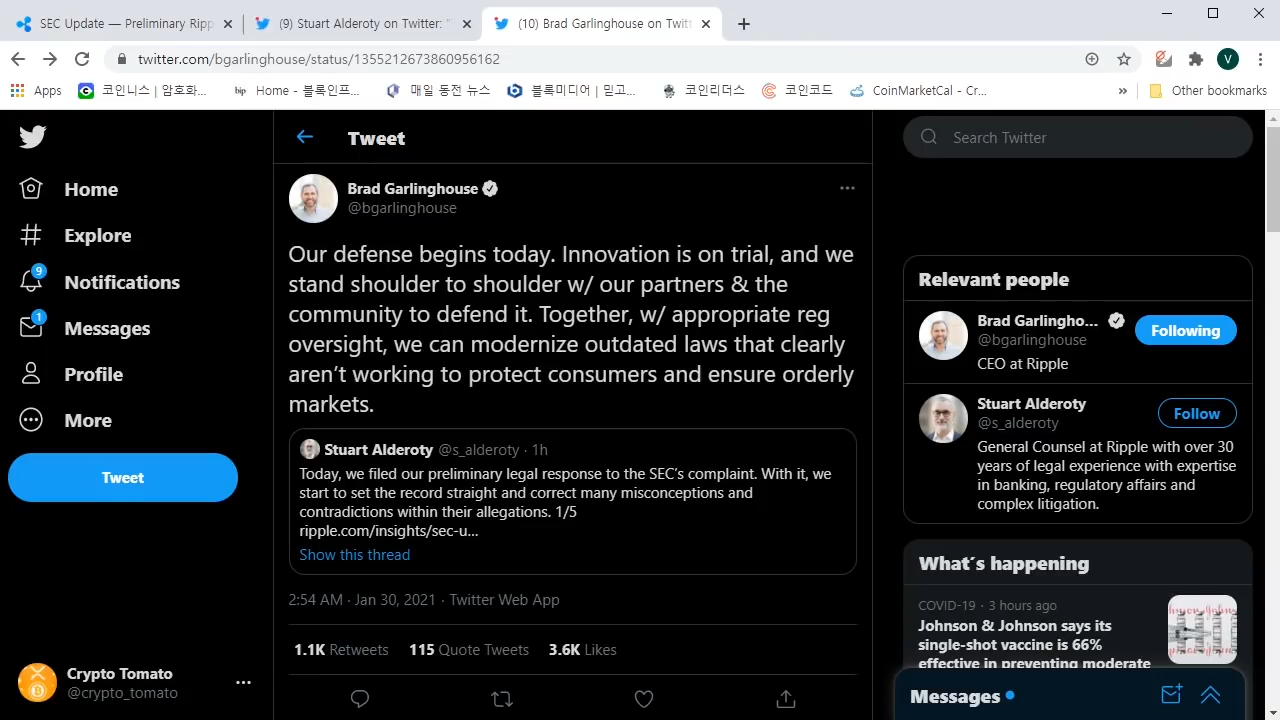 SEC Update — Preliminary Ripp
(9) Stuart Alderoty on Twitter: "
(10) Brad Garlinghouse on Twitt
twitter.com/bgarlinghouse/status/1355212673860956162
V
Apps
코인니스 | 암호화...
bip
Home - 블록인프...
매일 동전 뉴스
블록미디어 | 믿고...
코인리더스
코인코드
CoinMarketCal - Cr...
»
Other bookmarks
Home
Explore
9
Notifications
1
Messages
Profile
More
Tweet
Crypto Tomato
@crypto_tomato
Tweet
Brad Garlinghouse
@bgarlinghouse
Our defense begins today. Innovation is on trial, and we
stand shoulder to shoulder w/ our partners & the
community to defend it. Together, w/ appropriate reg
oversight, we can modernize outdated laws that clearly
aren't working to protect consumers and ensure orderly
markets.
Stuart Alderoty @s_alderoty · 1h
Today, we filed our preliminary legal response to the SEC's complaint. With it, we
start to set the record straight and correct many misconceptions and
contradictions within their allegations. 1/5
ripple.com/insights/sec-u...
Show this thread
2:54 AM · Jan 30, 2021 · Twitter Web App
1.1K Retweets 115 Quote Tweets 3.6K Likes
Search Twitter
Relevant people
Brad Garlingho...
@bgarlinghouse
Following
CEO at Ripple
Stuart Alderoty
@s_alderoty
Follow
General Counsel at Ripple with over 30
years of legal experience with expertise
in banking, regulatory affairs and
complex litigation.
What's happening
COVID-19 · 3 hours ago
Johnson & Johnson says its
single-shot vaccine is 66%
effective in preventing moderate
Messages